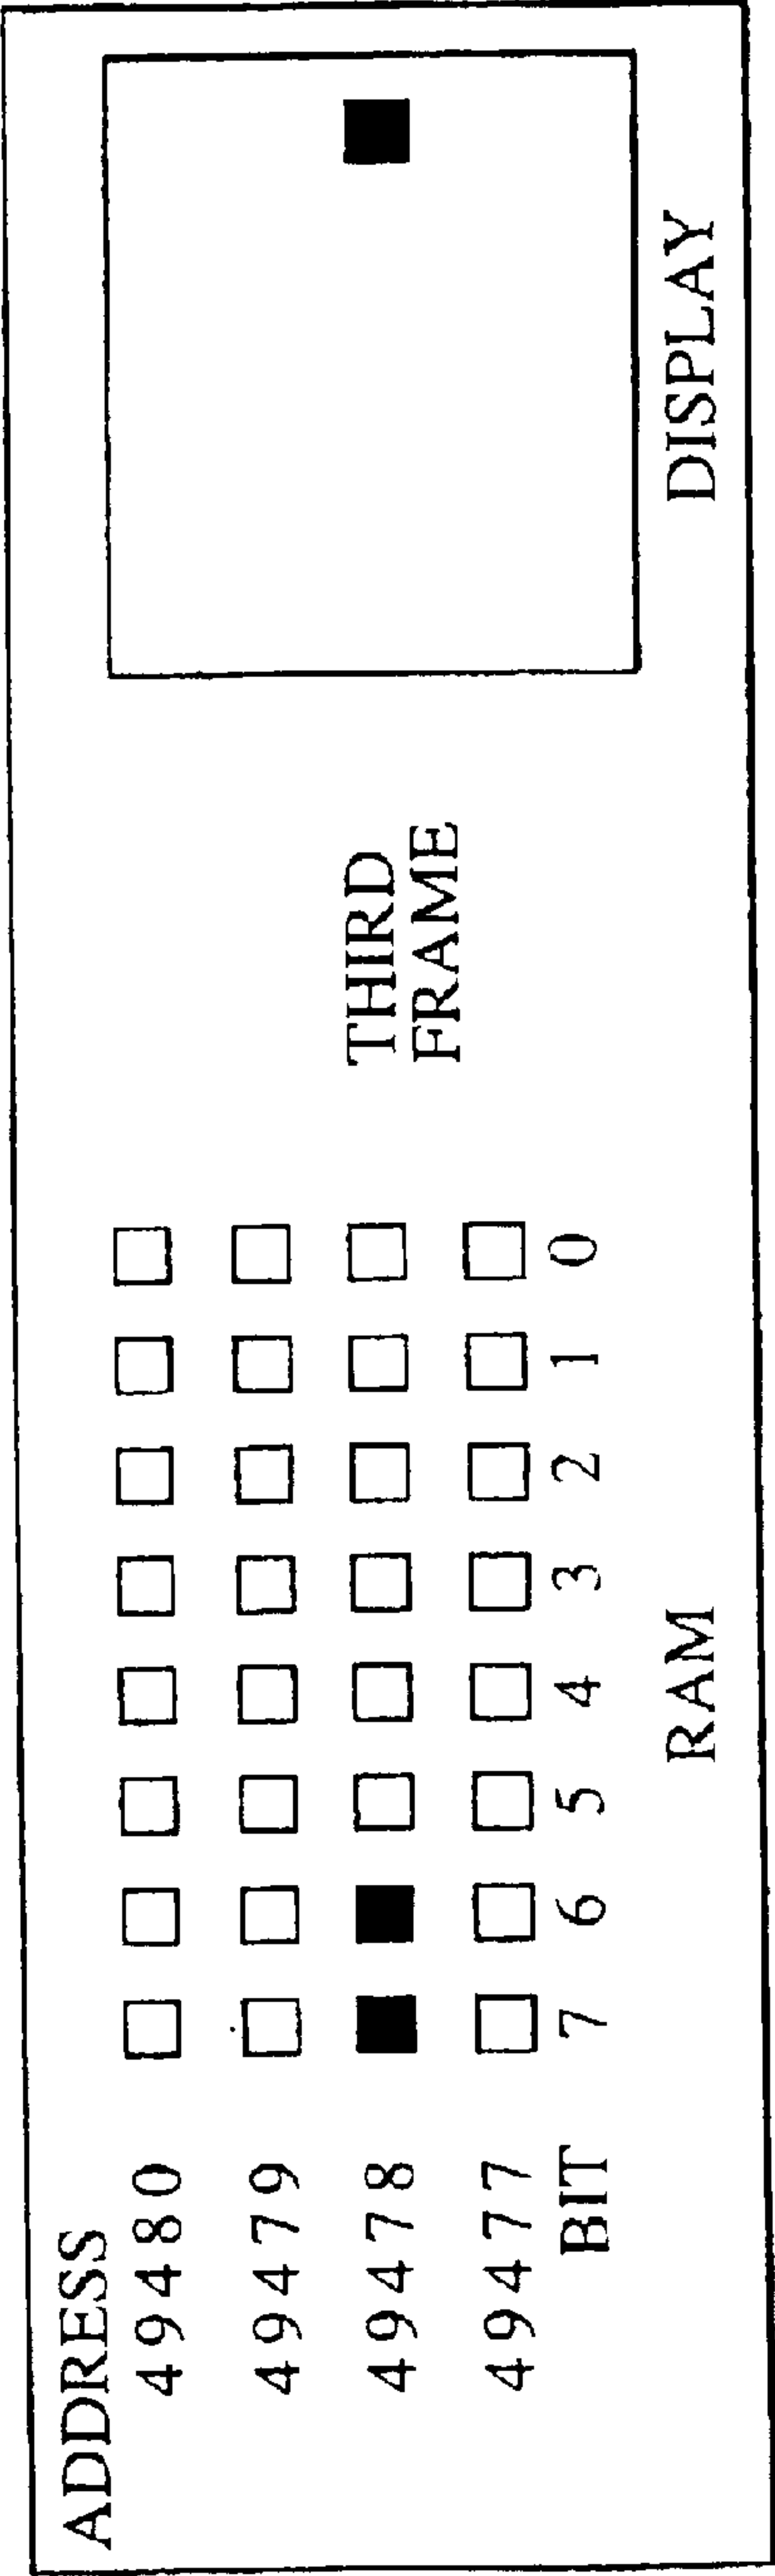 ADDRESS
49480
49479
49478
49477
BIT 7 6 5 4 3 2 1 0
RAM
THIRD
FRAME
DISPLAY